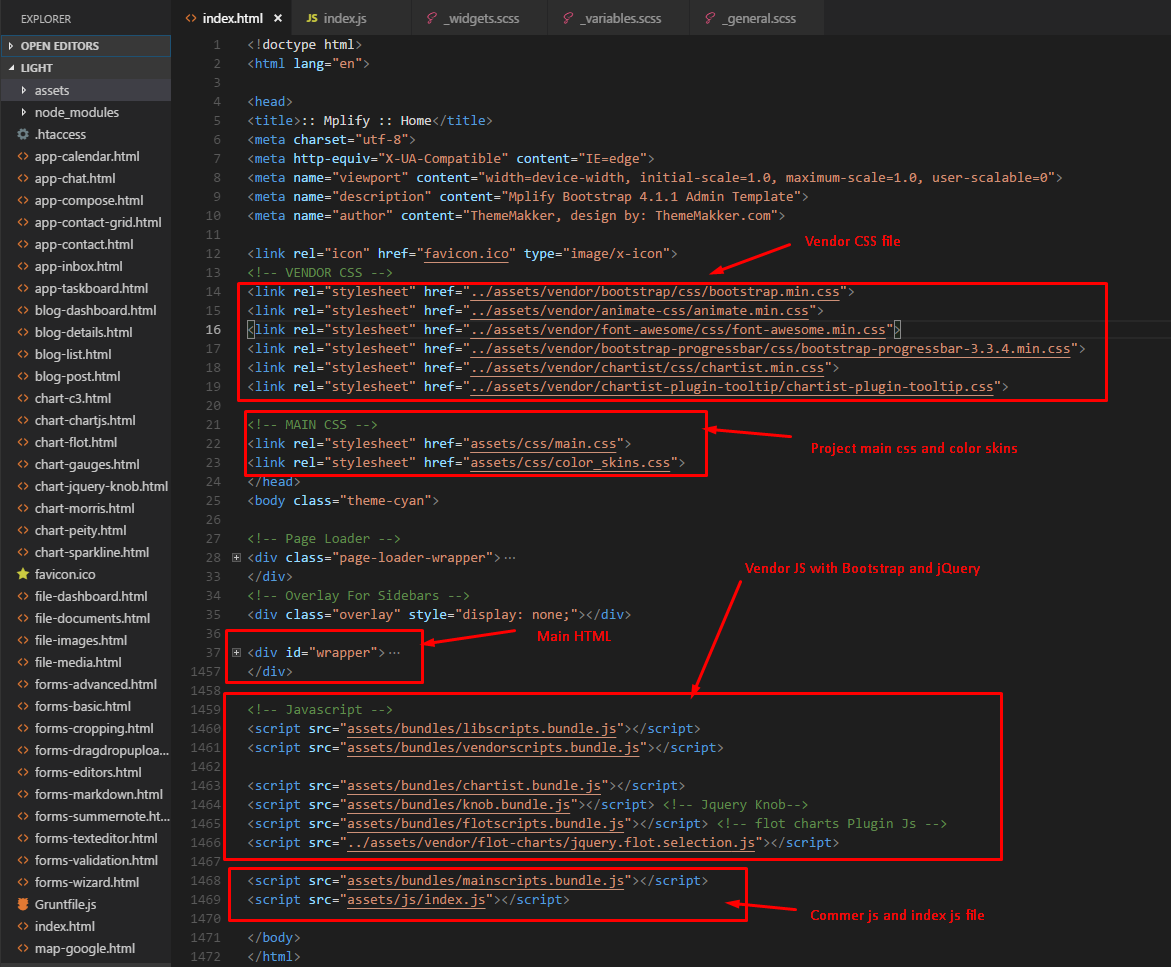 EXPLORER
OPEN EDITORS
LIGHT
assets
node_modules
.htaccess
app-calendar.html
app-chat.html
app-compose.html
app-contact-grid.html
app-contact.html
app-inbox.html
app-taskboard.html
blog-dashboard.html
blog-details.html
blog-list.html
blog-post.html
chart-c3.html
chart-chartjs.html
chart-flot.html
chart-gauges.html
chart-jquery-knob.html
chart-morris.html
chart-peity.html
chart-sparkline.html
favicon.ico
file-dashboard.html
file-documents.html
file-images.html
file-media.html
forms-advanced.html
forms-basic.html
forms-cropping.html
forms-dragdropuploa...
forms-editors.html
forms-markdown.html
forms-summernote.ht...
forms-texteditor.html
forms-validation.html
forms-wizard.html
Gruntfile.js
index.html
map-google.html
<> index.html × JS index.js _widgets.scss _variables.scss _general.scss
1 <!doctype html>
2 <html lang="en">
3
4 <head>
5 <title>:: Mplify :: Home</title>
6 <meta charset="utf-8">
7 <meta http-equiv="X-UA-Compatible" content="IE=edge">
8 <meta name="viewport" content="width=device-width, initial-scale=1.0, maximum-scale=1.0, user-scalable=0">
9 <meta name="description" content="Mplify Bootstrap 4.1.1 Admin Template">
10 <meta name="author" content="ThemeMakker, design by: ThemeMakker.com">
11
Vendor CSS file
12 <link rel="icon" href="favicon.ico" type="image/x-icon">
13 <!-- VENDOR CSS -->
14 <link rel="stylesheet" href="../assets/vendor/bootstrap/css/bootstrap.min.css">
15 <link rel="stylesheet" href="../assets/vendor/animate-css/animate.min.css">
16 <link rel="stylesheet" href="../assets/vendor/font-awesome/css/font-awesome.min.css">
17 <link rel="stylesheet" href="../assets/vendor/bootstrap-progressbar/css/bootstrap-progressbar-3.3.4.min.css">
18 <link rel="stylesheet" href="../assets/vendor/chartist/css/chartist.min.css">
19 <link rel="stylesheet" href="../assets/vendor/chartist-plugin-tooltip/chartist-plugin-tooltip.css">
20
21 <!-- MAIN CSS -->
22 <link rel="stylesheet" href="assets/css/main.css">
Project main css and color skins
23 <link rel="stylesheet" href="assets/css/color_skins.css">
24 </head>
25 <body class="theme-cyan">
26
27 <!-- Page Loader -->
28 <div class="page-loader-wrapper">···
Vendor JS with Bootstrap and jQuery
33 </div>
34 <!-- Overlay For Sidebars -->
35 <div class="overlay" style="display: none;"></div>
36
Main HTML
37 <div id="wrapper">···
1457 </div>
1458
1459 <!-- Javascript -->
1460 <script src="assets/bundles/libscripts.bundle.js"></script>
1461 <script src="assets/bundles/vendorscripts.bundle.js"></script>
1462
1463 <script src="assets/bundles/chartist.bundle.js"></script>
1464 <script src="assets/bundles/knob.bundle.js"></script> <!-- Jquery Knob-->
1465 <script src="assets/bundles/flotscripts.bundle.js"></script> <!-- flot charts Plugin Js -->
1466 <script src="../assets/vendor/flot-charts/jquery.flot.selection.js"></script>
1467
1468 <script src="assets/bundles/mainscripts.bundle.js"></script>
1469 <script src="assets/js/index.js"></script>
1470
Commer js and index js file
1471 </body>
1472 </html>